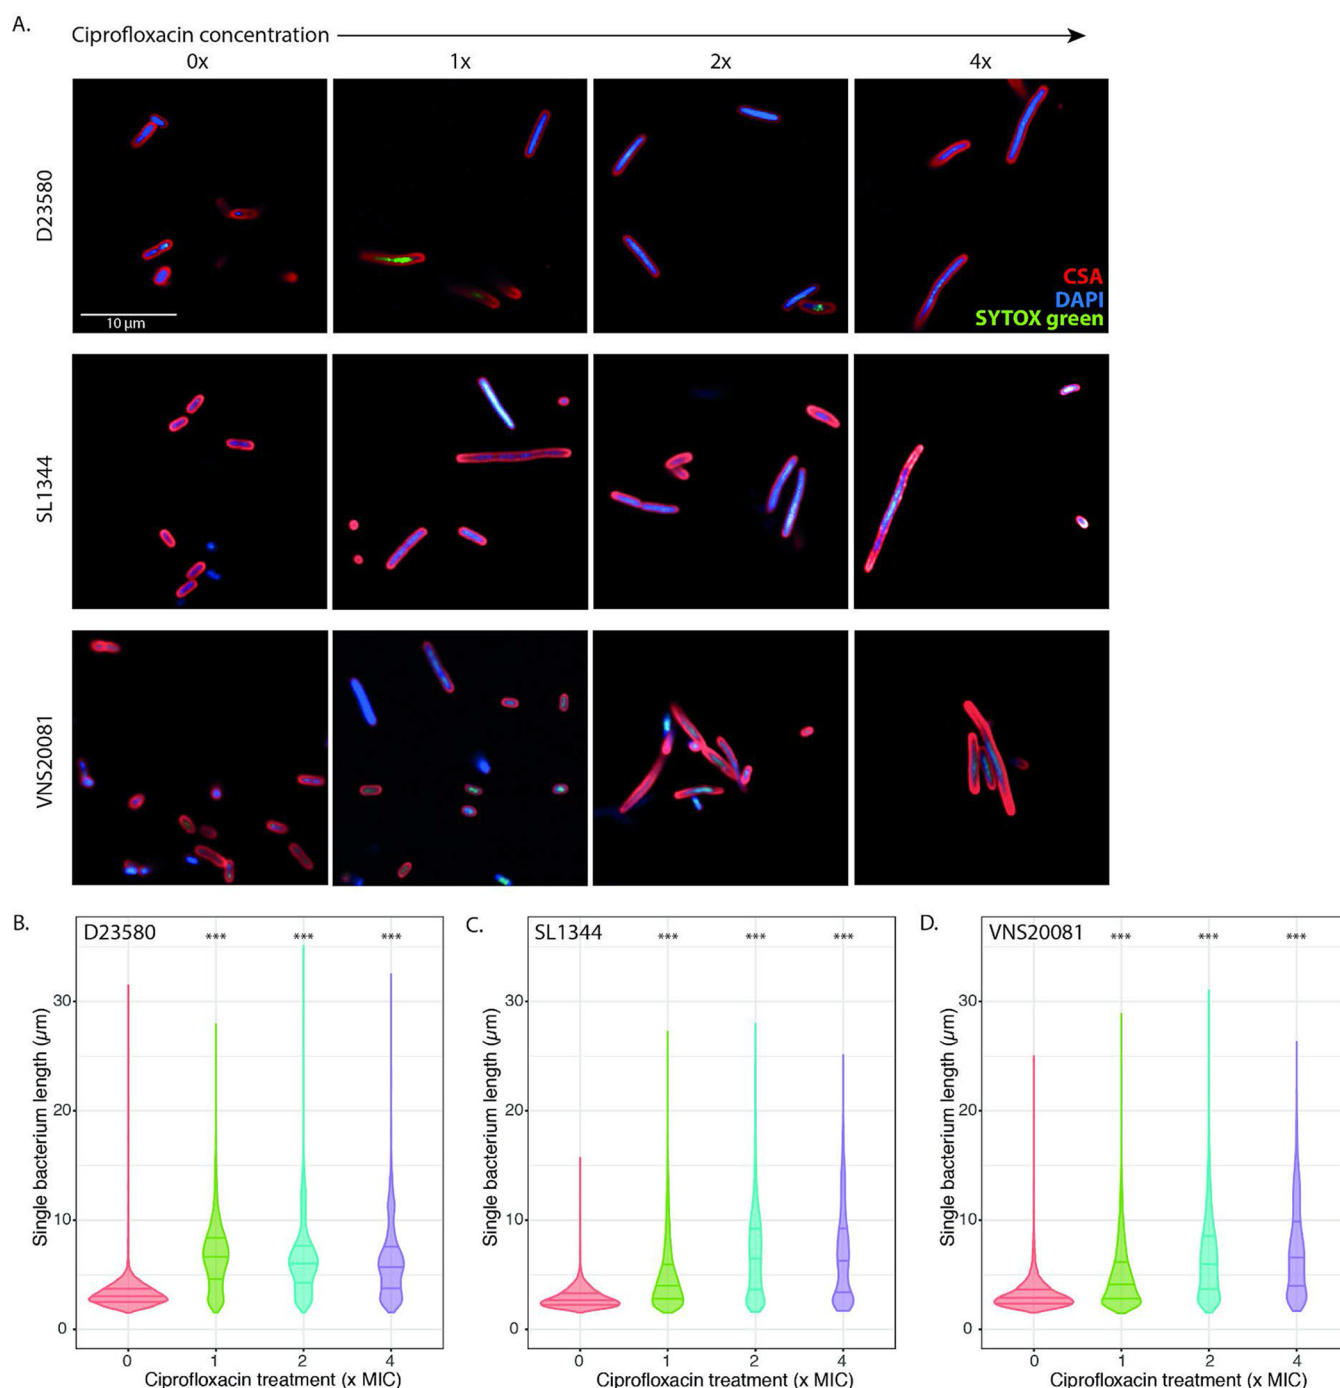 A.
Ciprofloxacin concentration
0x 1x 2x 4x
D23580
10 µm
CSA
DAPI
SYTOX green
SL1344
VNS20081
B.
D23580
*** *** ***
Single bacterium length (µm)
30
20
10
0
0 1 2 4
Ciprofloxacin treatment (x MIC)
C.
SL1344
*** *** ***
Single bacterium length (µm)
30
20
10
0
0 1 2 4
Ciprofloxacin treatment (x MIC)
D.
VNS20081
*** *** ***
Single bacterium length (µm)
30
20
10
0
0 1 2 4
Ciprofloxacin treatment (x MIC)